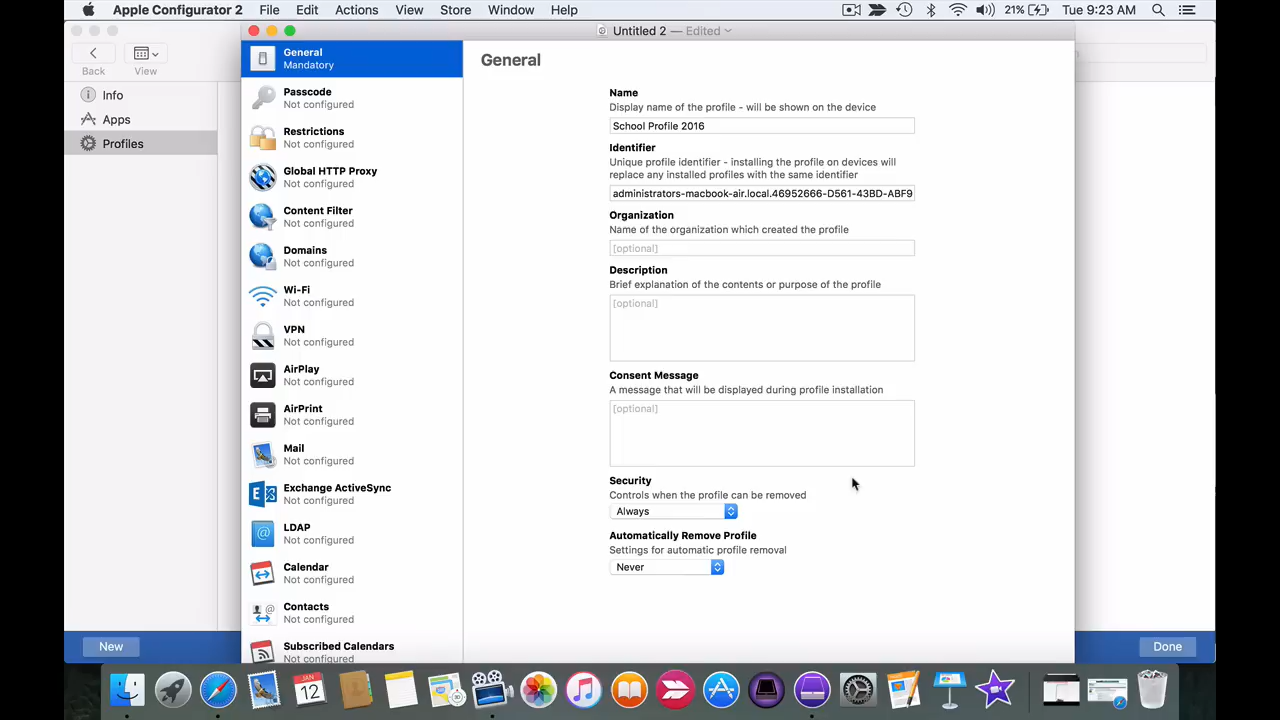 Apple Configurator 2 File Edit Actions View Store Window Help 21% Tue 9:23 AM
Untitled 2 — Edited
Back View
Info
Apps
Profiles
General
Mandatory
Passcode
Not configured
Restrictions
Not configured
Global HTTP Proxy
Not configured
Content Filter
Not configured
Domains
Not configured
Wi-Fi
Not configured
VPN
Not configured
AirPlay
Not configured
AirPrint
Not configured
Mail
Not configured
Exchange ActiveSync
Not configured
LDAP
Not configured
Calendar
Not configured
Contacts
Not configured
Subscribed Calendars
Not configured
General
Name
Display name of the profile - will be shown on the device
School Profile 2016
Identifier
Unique profile identifier - installing the profile on devices will
replace any installed profiles with the same identifier
administrators-macbook-air.local.46952666-D561-43BD-ABF9
Organization
Name of the organization which created the profile
[optional]
Description
Brief explanation of the contents or purpose of the profile
[optional]
Consent Message
A message that will be displayed during profile installation
[optional]
Security
Controls when the profile can be removed
Always
Automatically Remove Profile
Settings for automatic profile removal
Never
New Done
JAN
12